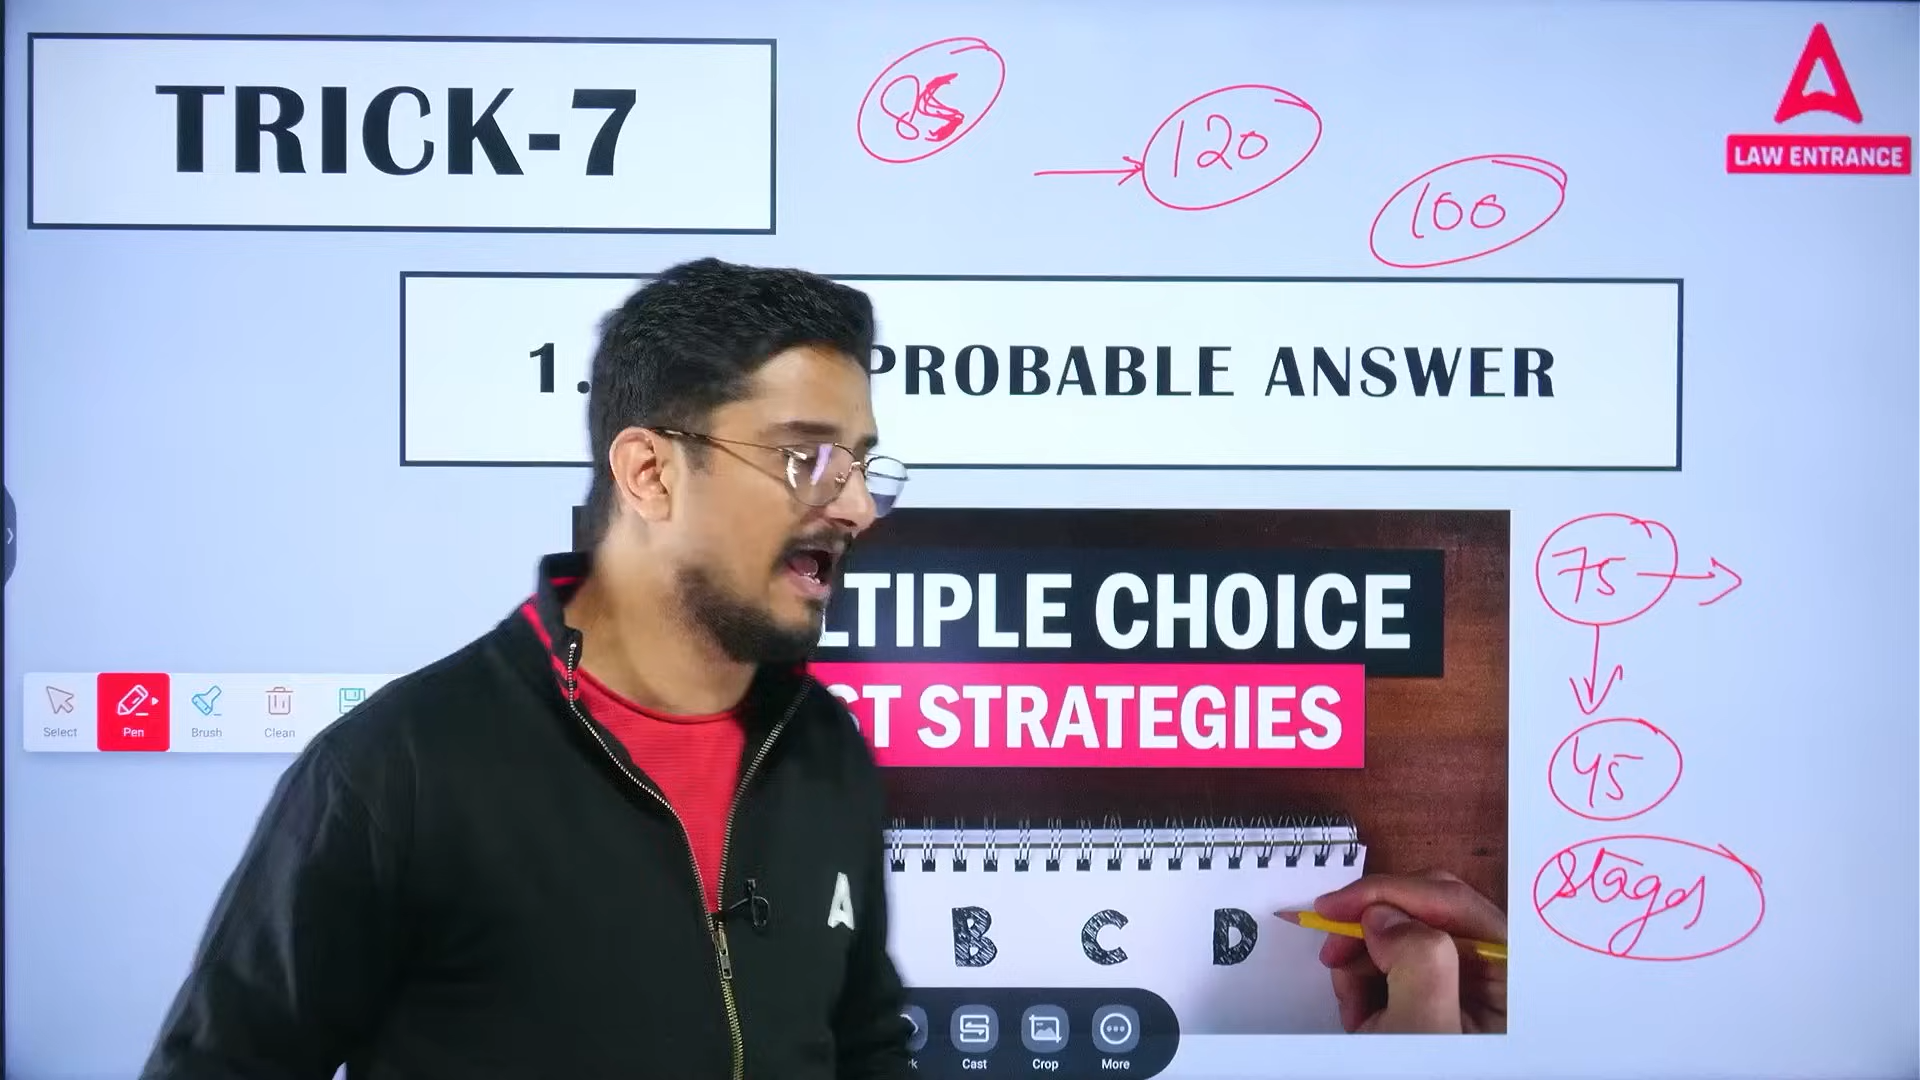 TRICK-7
85
120
100
LAW ENTRANCE
1. PROBABLE ANSWER
75
LTIPLE CHOICE
ST STRATEGIES
45
Stages
Select
Pen
Brush
Clean
A
B C D
Cast
Crop
More